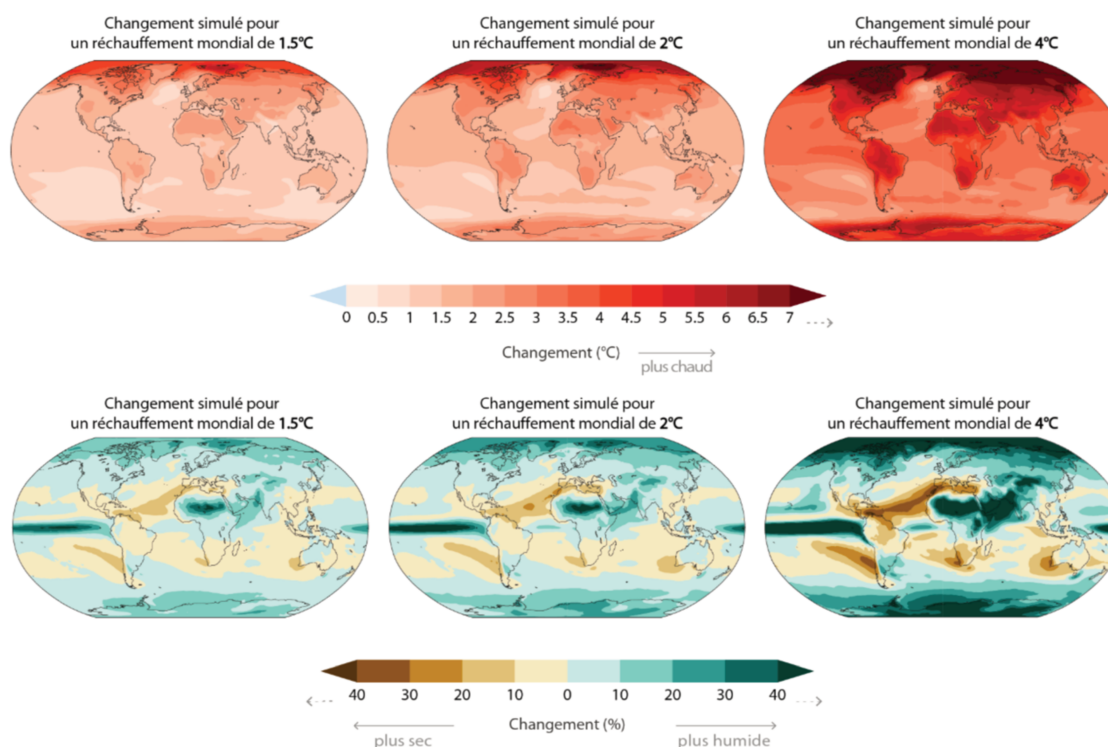 Changement simulé pour
un réchauffement mondial de 1.5°C
Changement simulé pour
un réchauffement mondial de 2°C
Changement simulé pour
un réchauffement mondial de 4°C
0 0.5 1 1.5 2 2.5 3 3.5 4 4.5 5 5.5 6 6.5 7
Changement (°C)
plus chaud
Changement simulé pour
un réchauffement mondial de 1.5°C
Changement simulé pour
un réchauffement mondial de 2°C
Changement simulé pour
un réchauffement mondial de 4°C
40 30 20 10 0 10 20 30 40
Changement (%)
plus sec
plus humide